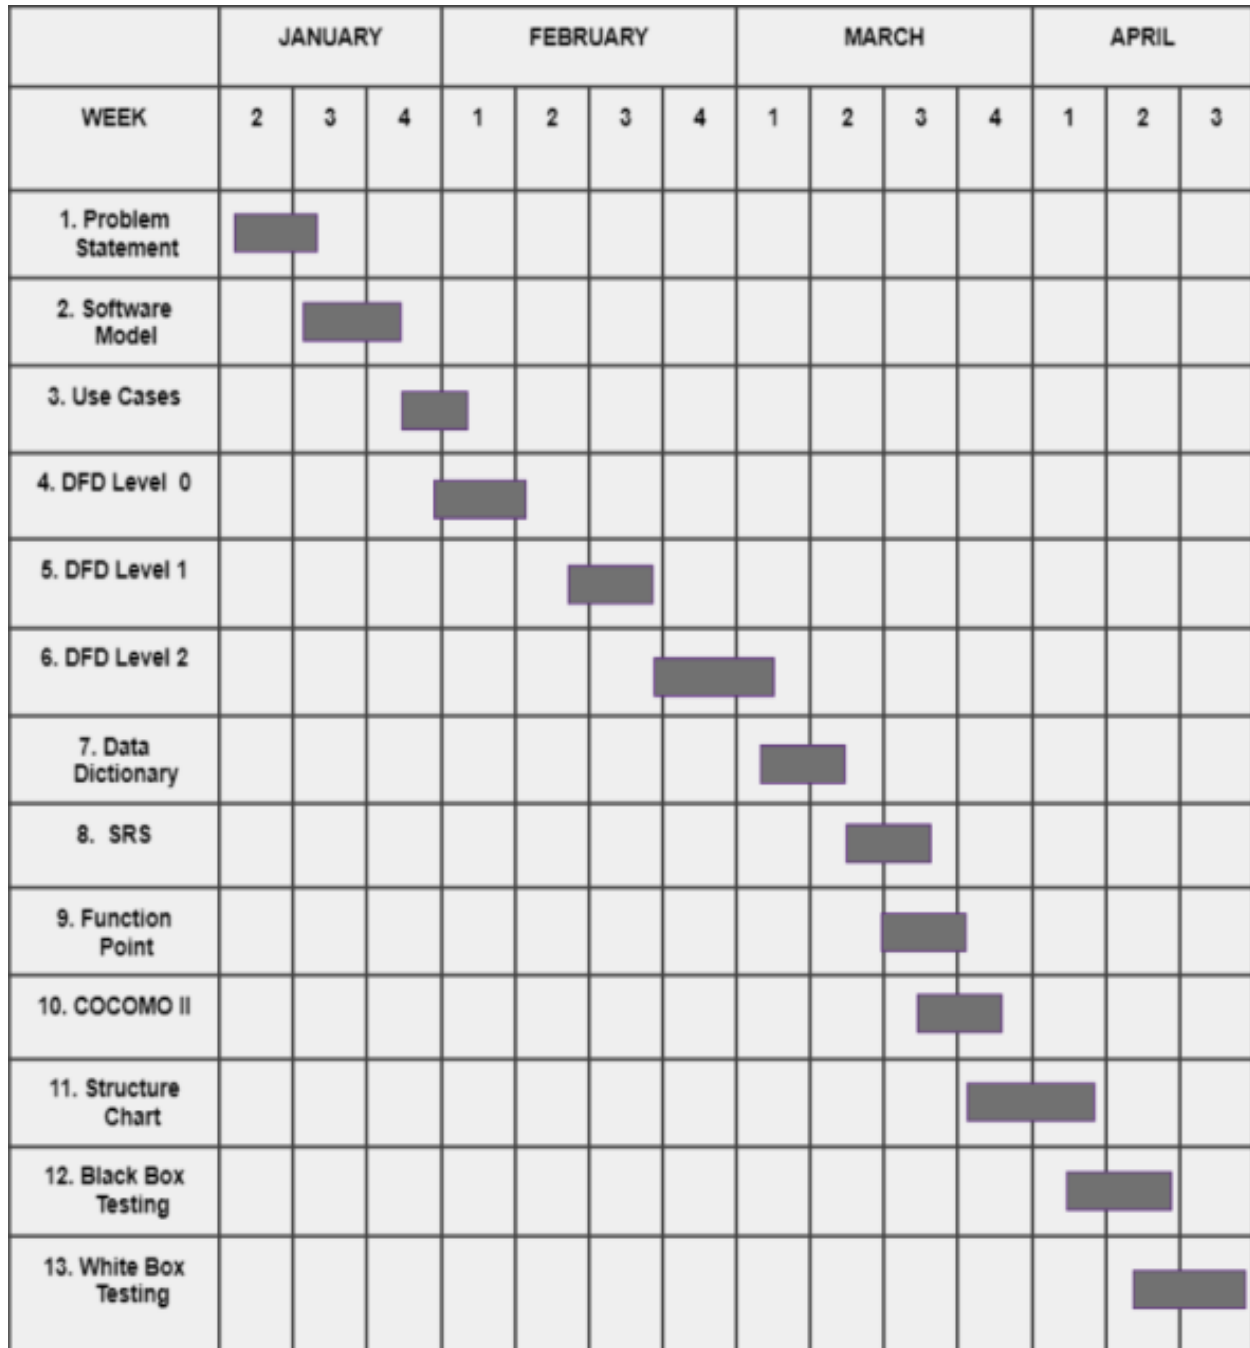 JANUARY FEBRUARY MARCH APRIL
WEEK 2 3 4 1 2 3 4 1 2 3 4 1 2 3
1. Problem
Statement
2. Software
Model
3. Use Cases
4. DFD Level 0
5. DFD Level 1
6. DFD Level 2
7. Data
Dictionary
8. SRS
9. Function
Point
10. COCOMO II
11. Structure
Chart
12. Black Box
Testing
13. White Box
Testing